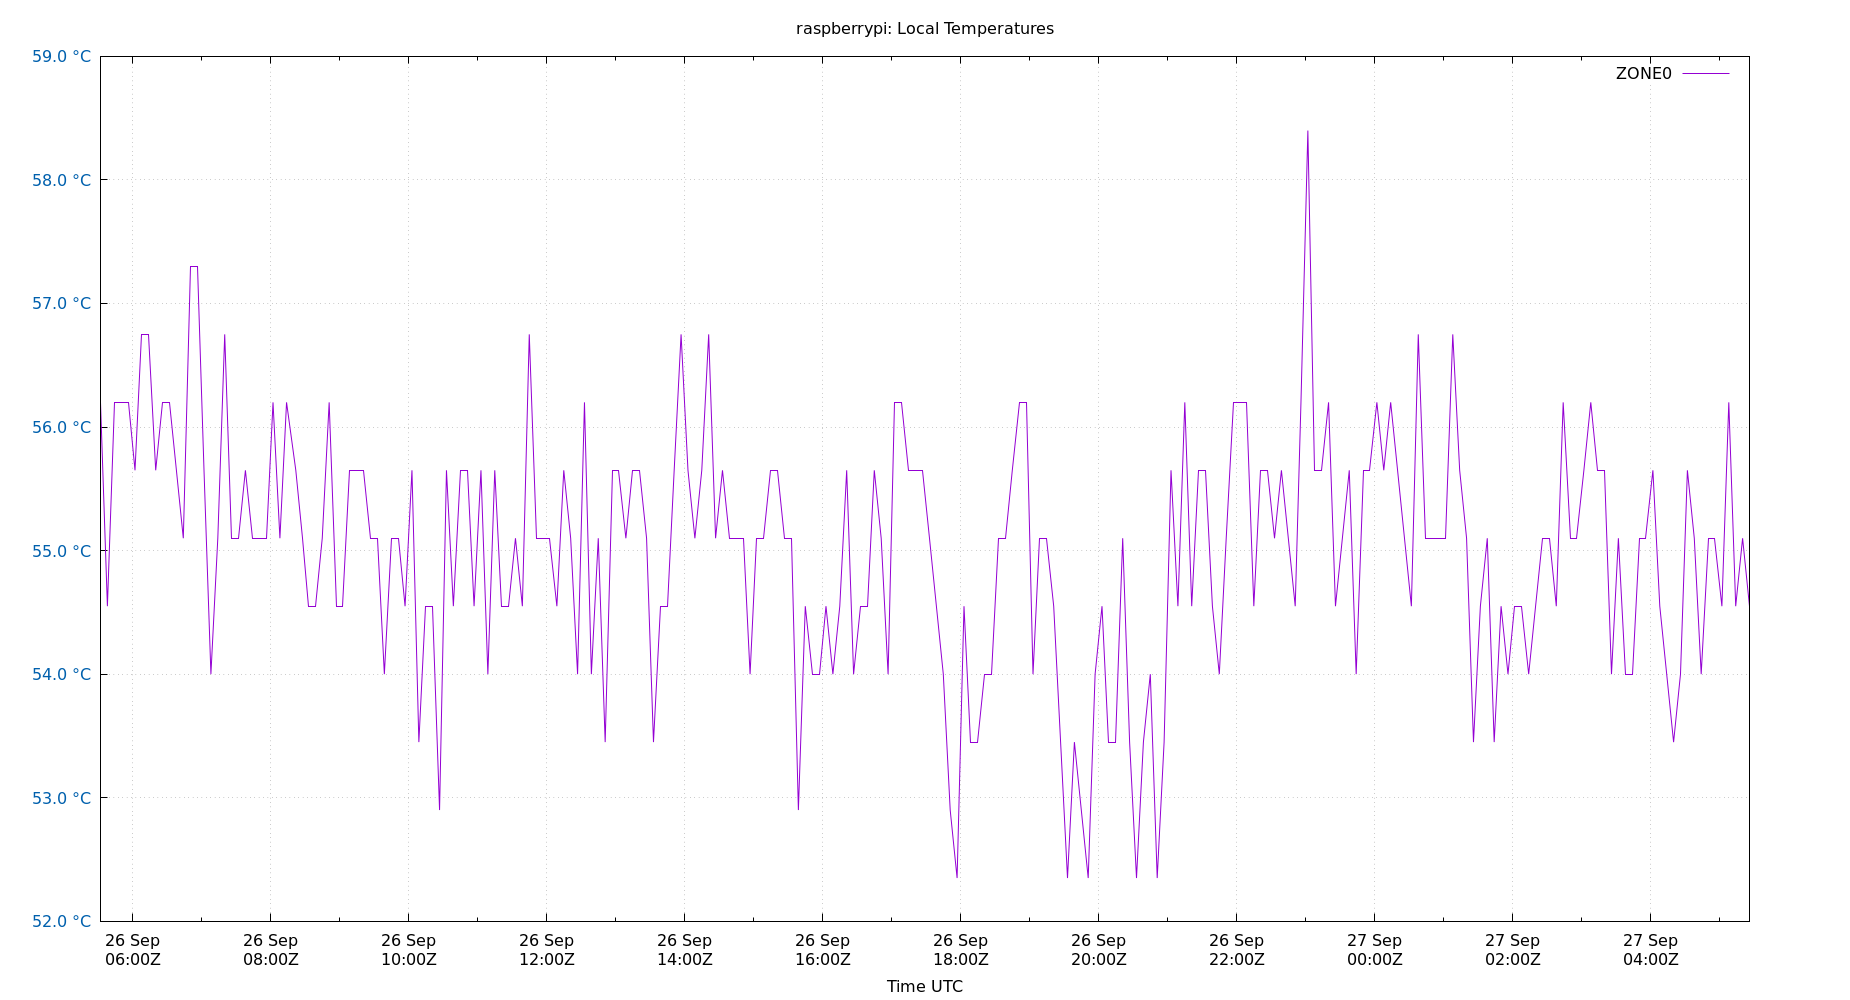 raspberrypi: Local Temperatures
59.0 °C
ZONE0
58.0 °C
57.0 °C
56.0 °C
55.0 °C
54.0 °C
53.0 °C
52.0 °C
26 Sep 26 Sep 26 Sep 26 Sep 26 Sep 26 Sep 26 Sep 26 Sep 26 Sep 27 Sep 27 Sep 27 Sep
06:00Z 08:00Z 10:00Z 12:00Z 14:00Z 16:00Z 18:00Z 20:00Z 22:00Z 00:00Z 02:00Z 04:00Z
Time UTC